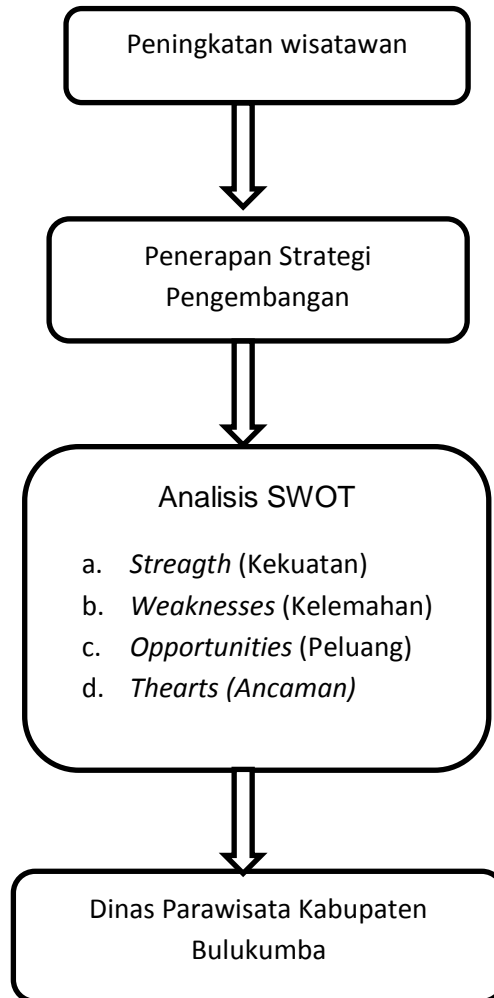 Peningkatan wisatawan
Penerapan Strategi
Pengembangan
Analisis SWOT
a. Streagth (Kekuatan)
b. Weaknesses (Kelemahan)
c. Opportunities (Peluang)
d. Thearts (Ancaman)
Dinas Parawisata Kabupaten
Bulukumba